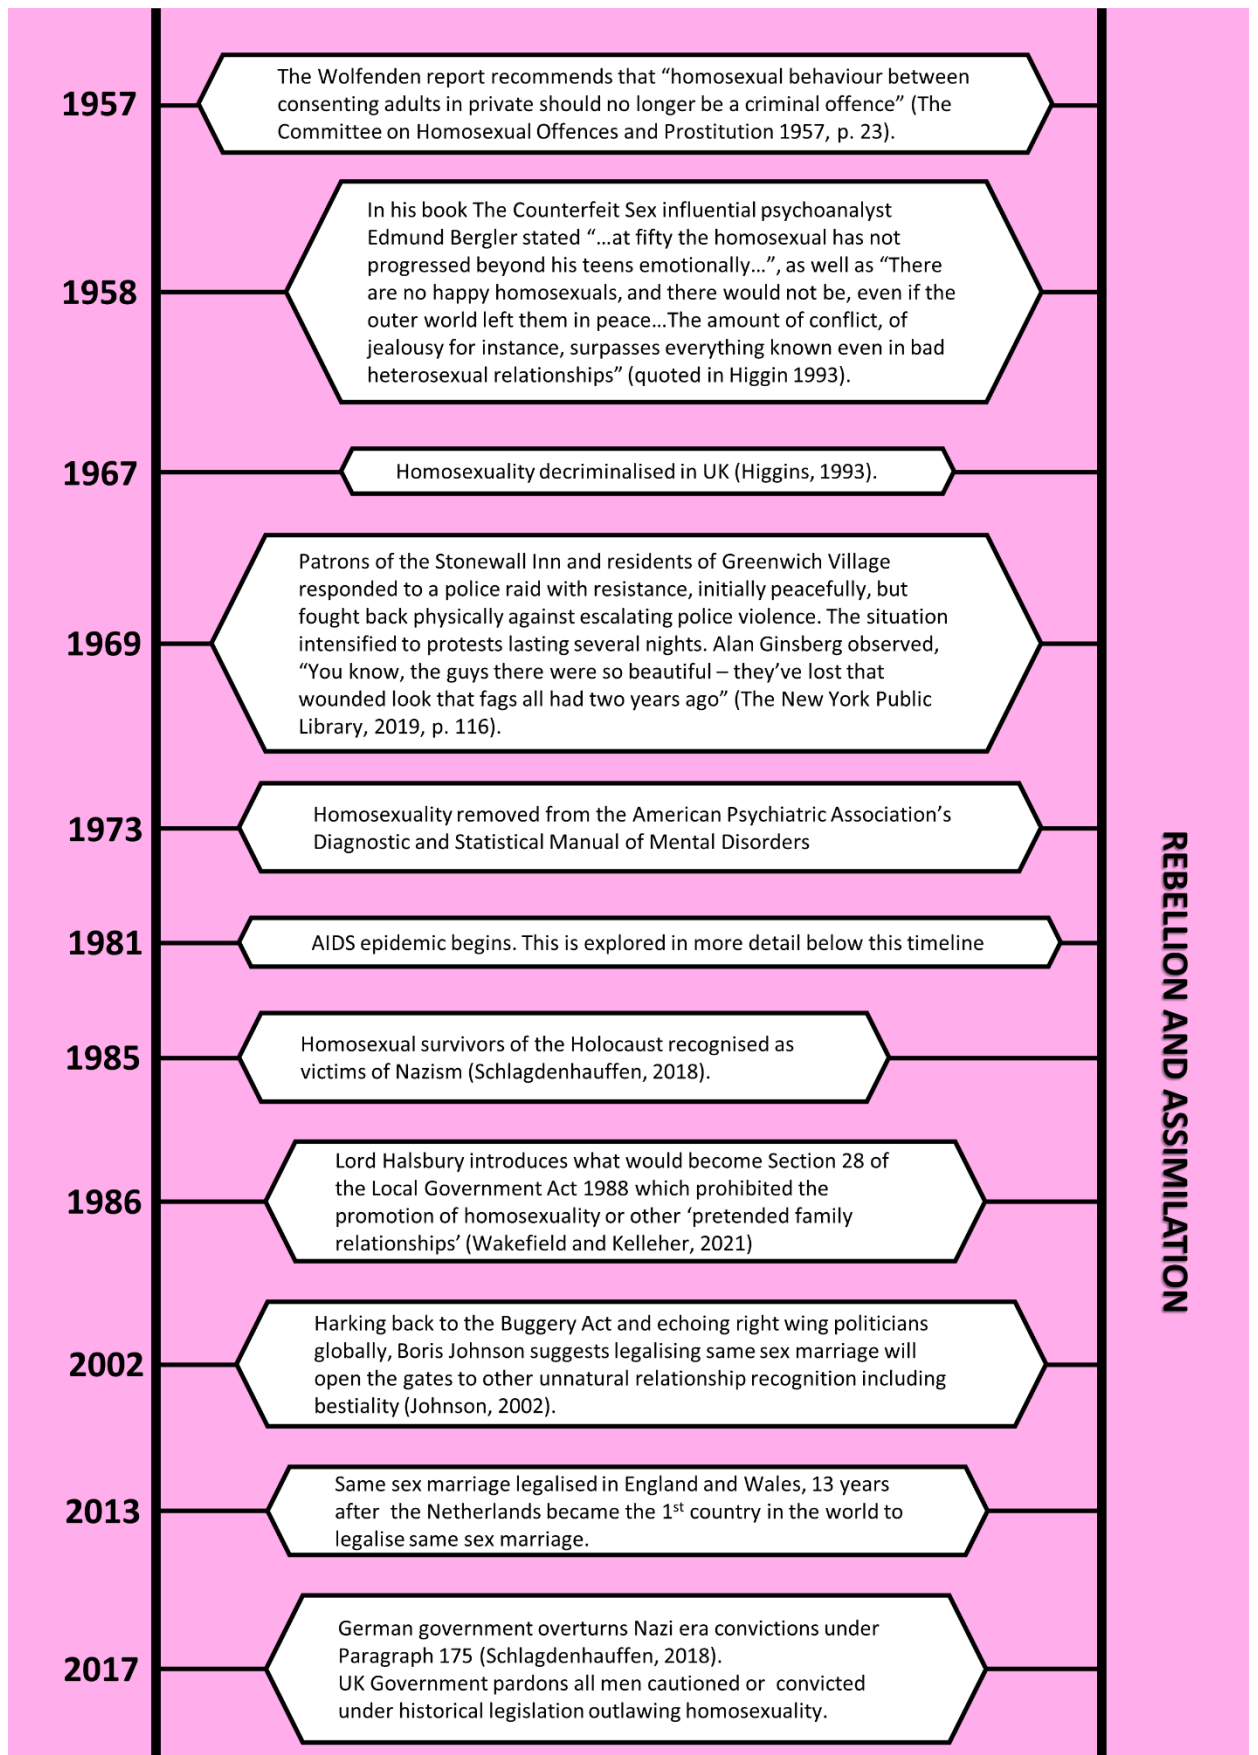 1957
The Wolfenden report recommends that “homosexual behaviour between
consenting adults in private should no longer be a criminal offence” (The
Committee on Homosexual Offences and Prostitution 1957, p. 23).
1958
In his book The Counterfeit Sex influential psychoanalyst
Edmund Bergler stated “…at fifty the homosexual has not
progressed beyond his teens emotionally…”, as well as “There
are no happy homosexuals, and there would not be, even if the
outer world left them in peace…The amount of conflict, of
jealousy for instance, surpasses everything known even in bad
heterosexual relationships” (quoted in Higgin 1993).
1967
Homosexuality decriminalised in UK (Higgins, 1993).
1969
Patrons of the Stonewall Inn and residents of Greenwich Village
responded to a police raid with resistance, initially peacefully, but
fought back physically against escalating police violence. The situation
intensified to protests lasting several nights. Alan Ginsberg observed,
“You know, the guys there were so beautiful – they’ve lost that
wounded look that fags all had two years ago” (The New York Public
Library, 2019, p. 116).
1973
Homosexuality removed from the American Psychiatric Association’s
Diagnostic and Statistical Manual of Mental Disorders
1981
AIDS epidemic begins. This is explored in more detail below this timeline
1985
Homosexual survivors of the Holocaust recognised as
victims of Nazism (Schlagdenhauffen, 2018).
1986
Lord Halsbury introduces what would become Section 28 of
the Local Government Act 1988 which prohibited the
promotion of homosexuality or other ‘pretended family
relationships’ (Wakefield and Kelleher, 2021)
2002
Harking back to the Buggery Act and echoing right wing politicians
globally, Boris Johnson suggests legalising same sex marriage will
open the gates to other unnatural relationship recognition including
bestiality (Johnson, 2002).
2013
Same sex marriage legalised in England and Wales, 13 years
after the Netherlands became the 1st country in the world to
legalise same sex marriage.
2017
German government overturns Nazi era convictions under
Paragraph 175 (Schlagdenhauffen, 2018).
UK Government pardons all men cautioned or convicted
under historical legislation outlawing homosexuality.
REBELLION AND ASSIMILATION